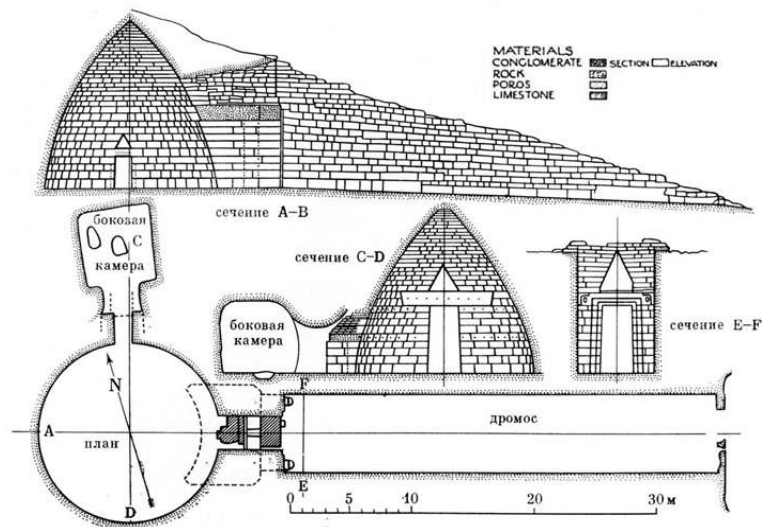 MATERIALS
CONGLOMERATE SECTION ELEVATION
ROCK
POROS
LIMESTONE
сечение A-B
боковая
C
камера
сечение C-D
боковая
камера
сечение E-F
N
F
A
план
дромос
D
E
0 5 10 20 30 м